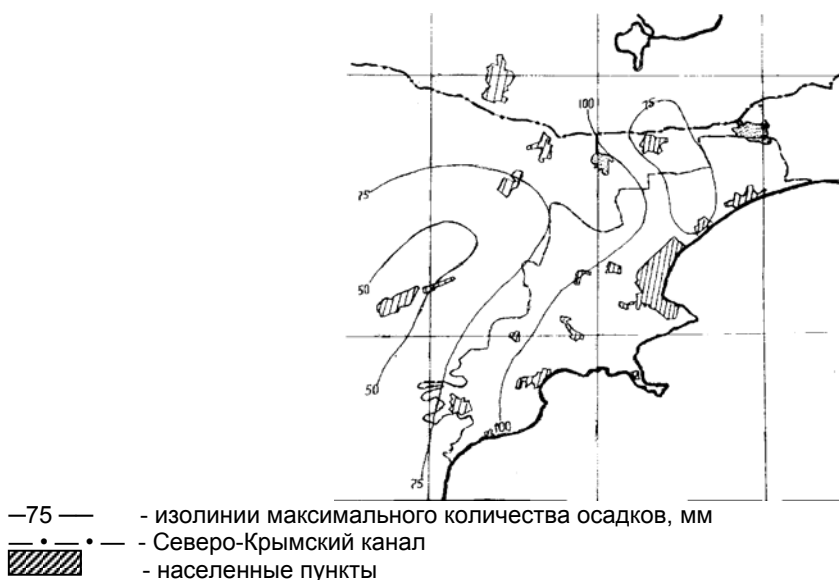 100
75
75
50
50
100
75
—75 —— - изолинии максимального количества осадков, мм
- Северо-Крымский канал
- населенные пункты